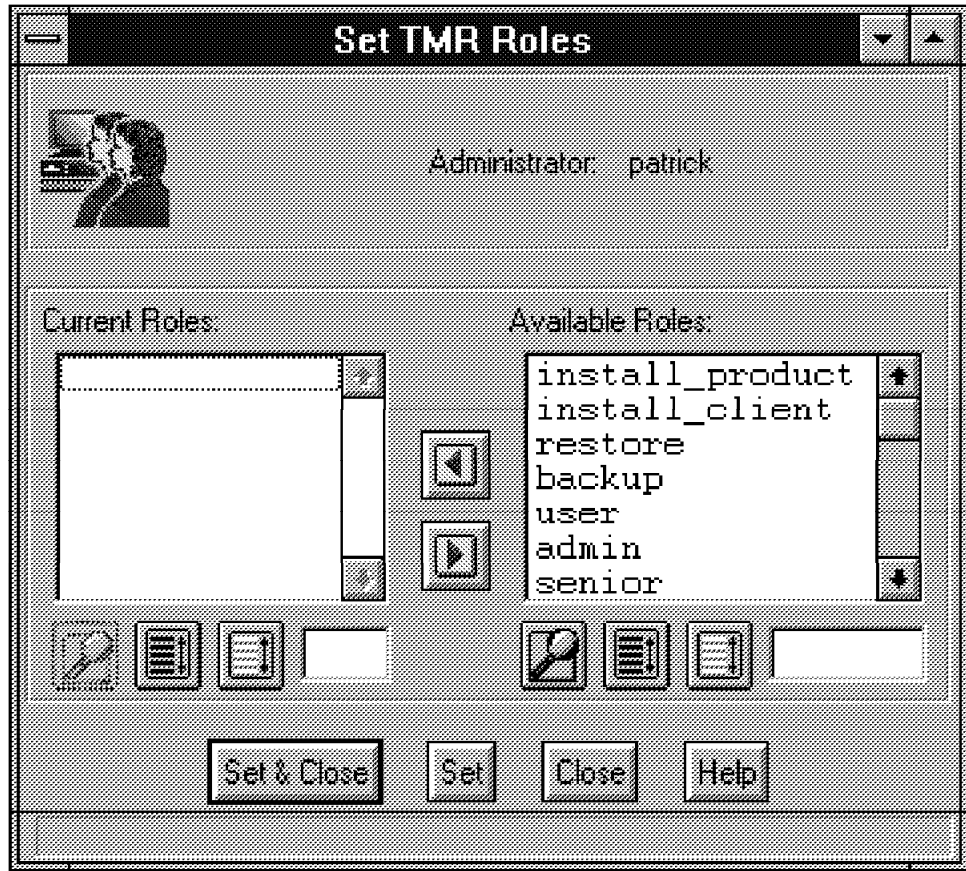 Set TMR Roles
Administrator: patrick
Current Roles:
Available Roles:
install_product
install_client
restore
backup
user
admin
senior
Set & Close
Set
Close
Help